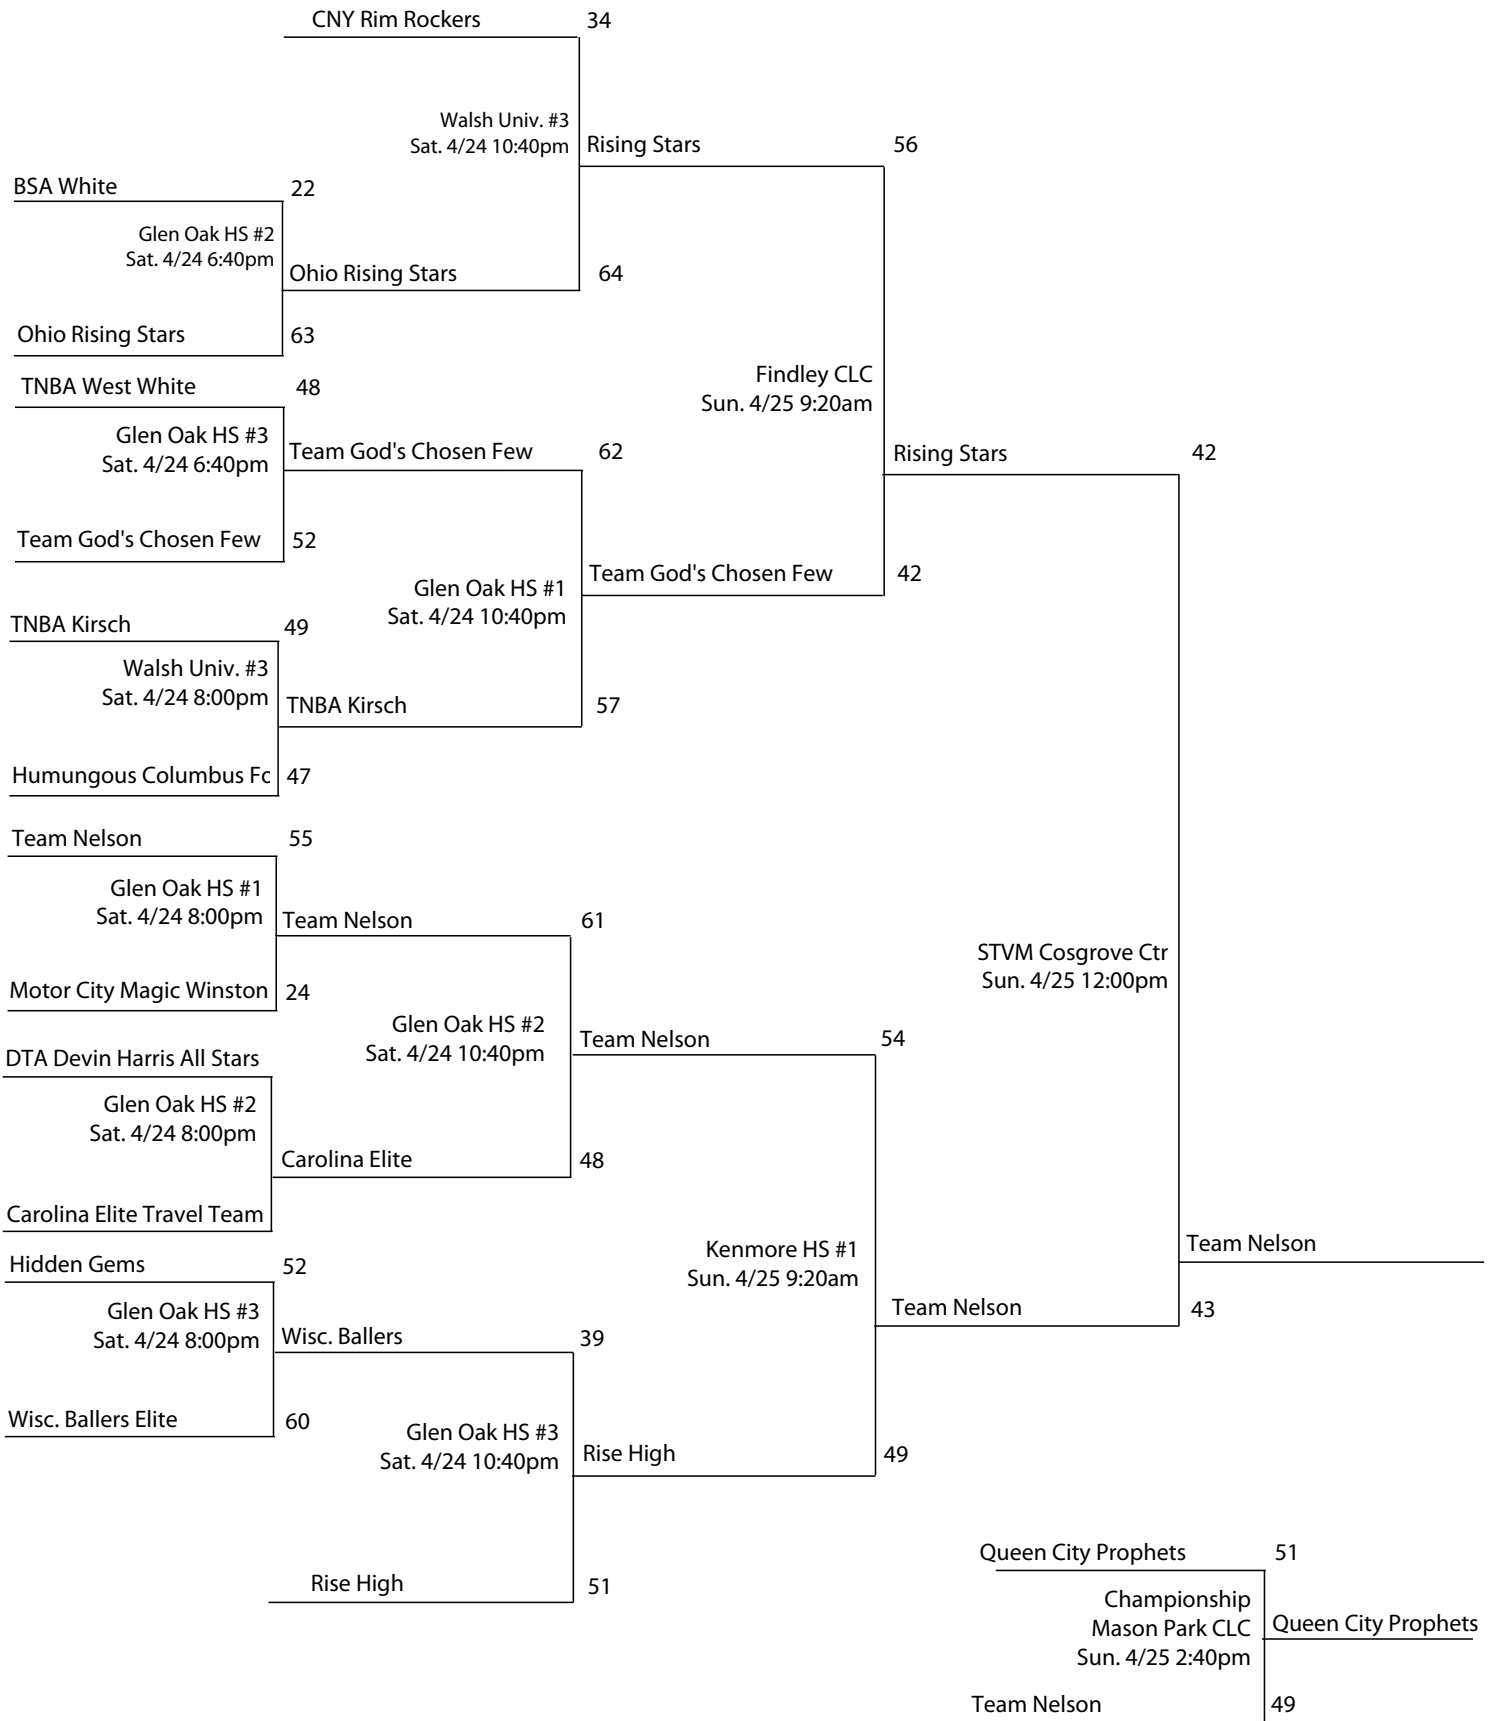 CNY Rim Rockers 34
Walsh Univ. #3
Sat. 4/24 10:40pm
Rising Stars 56
BSA White 22
Glen Oak HS #2
Sat. 4/24 6:40pm
Ohio Rising Stars 64
Ohio Rising Stars 63
Findley CLC
Sun. 4/25 9:20am
TNBA West White 48
Glen Oak HS #3
Sat. 4/24 6:40pm
Team God's Chosen Few 62
Rising Stars 42
Team God's Chosen Few 52
Glen Oak HS #1
Sat. 4/24 10:40pm
Team God's Chosen Few 42
TNBA Kirsch 49
Walsh Univ. #3
Sat. 4/24 8:00pm
TNBA Kirsch 57
Humungous Columbus Fc 47
Team Nelson 55
Glen Oak HS #1
Sat. 4/24 8:00pm
Team Nelson 61
STVM Cosgrove Ctr
Sun. 4/25 12:00pm
Motor City Magic Winston 24
Glen Oak HS #2
Sat. 4/24 10:40pm
Team Nelson 54
DTA Devin Harris All Stars
Glen Oak HS #2
Sat. 4/24 8:00pm
Carolina Elite 48
Carolina Elite Travel Team
Kenmore HS #1
Sun. 4/25 9:20am
Team Nelson
Hidden Gems 52
Glen Oak HS #3
Sat. 4/24 8:00pm
Team Nelson 43
Wisc. Ballers 39
Wisc. Ballers Elite 60
Glen Oak HS #3
Sat. 4/24 10:40pm
Rise High 49
Rise High 51
Queen City Prophets 51
Championship
Mason Park CLC
Sun. 4/25 2:40pm
Queen City Prophets
Team Nelson 49